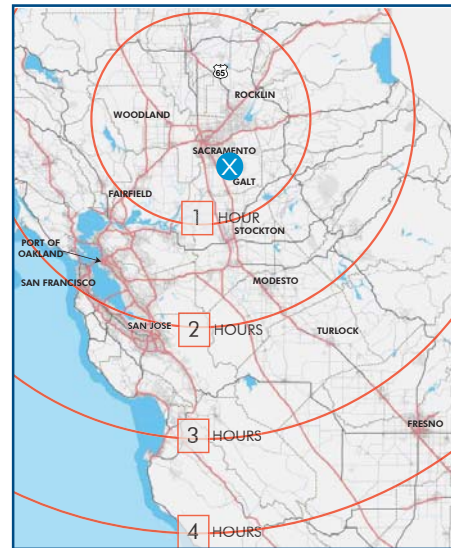 65
ROCKLIN
WOODLAND
SACRAMENTO
X
GALT
FAIRFIELD
1 HOUR
STOCKTON
PORT OF
OAKLAND
SAN FRANCISCO
MODESTO
SAN JOSE
2 HOURS
TURLOCK
FRESNO
3 HOURS
4 HOURS